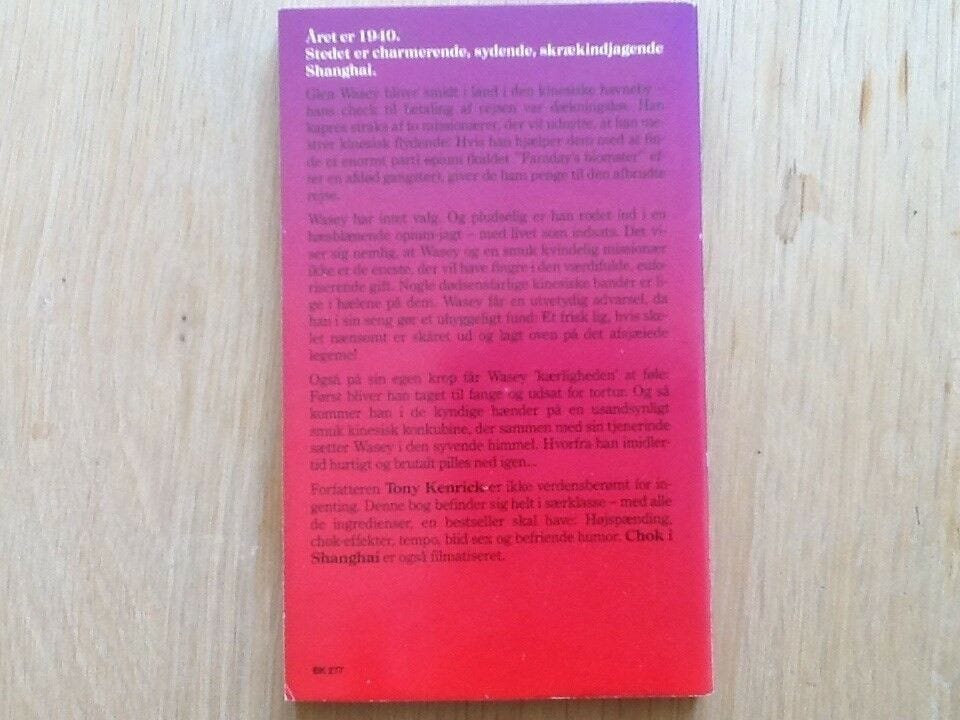 Året er 1940.
Stedet er charmerende, sydende, skrækindjagende
Shanghai.
Glen Wasey bliver smidt i land i den kinesiske havneby –
hans check til betaling af rejsen var dækningsløs. Han
kapres straks af to missionærer, der vil udnytte, at han me-
strer kinesisk flydende: Hvis han hjælper dem med at fin-
de er enormt parti opium (kaldet "Faraday's blomster" ef-
ter en afdød gangster), giver de ham penge til den afbrudte
rejse.
Wasey har intet valg. Og pludselig er han rodet ind i en
hæsblæsende opium-jagt – med livet som indsats. Det vi-
ser sig nemlig, at Wasey og en smuk kvindelig missionær
ikke er de eneste, der vil have fingre i den værdifulde, eufo-
riserende gift. Nogle dødsensfarlige kinesiske bander er li-
ge i hælene på dem. Wasey får en utvetydig advarsel, da
han i sin seng gør et uhyggeligt fund: Et frisk lig, hvis ske-
let nænsomt er skåret ud og lagt oven på det afsjælede
legeme!
Også på sin egen krop får Wasey 'kærligheden' at føle:
Først bliver han taget til fange og udsat for tortur. Og så
kommer han i de kyndige hænder på en usandsynligt
smuk kinesisk konkubine, der sammen med sin tjenerinde
sætter Wasey i den syvende himmel. Hvorfra han imidler-
tid hurtigt og brutalt pilles ned igen...
Forfatteren Tony Kenrick er ikke verdensberømt for in-
genting. Denne bog befinder sig helt i særklasse – med alle
de ingredienser, en bestseller skal have: Højspænding,
chok-effekter, tempo, blid sex og befriende humor. Chok i
Shanghai er også filmatiseret.
BK 277